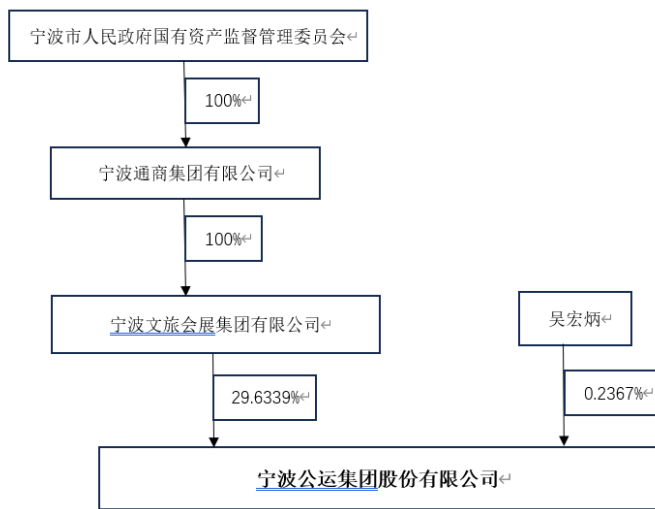 宁波市人民政府国有资产监督管理委员会
100%
宁波通商集团有限公司
100%
宁波文旅会展集团有限公司
吴宏炳
29.6339%
0.2367%
宁波公运集团股份有限公司